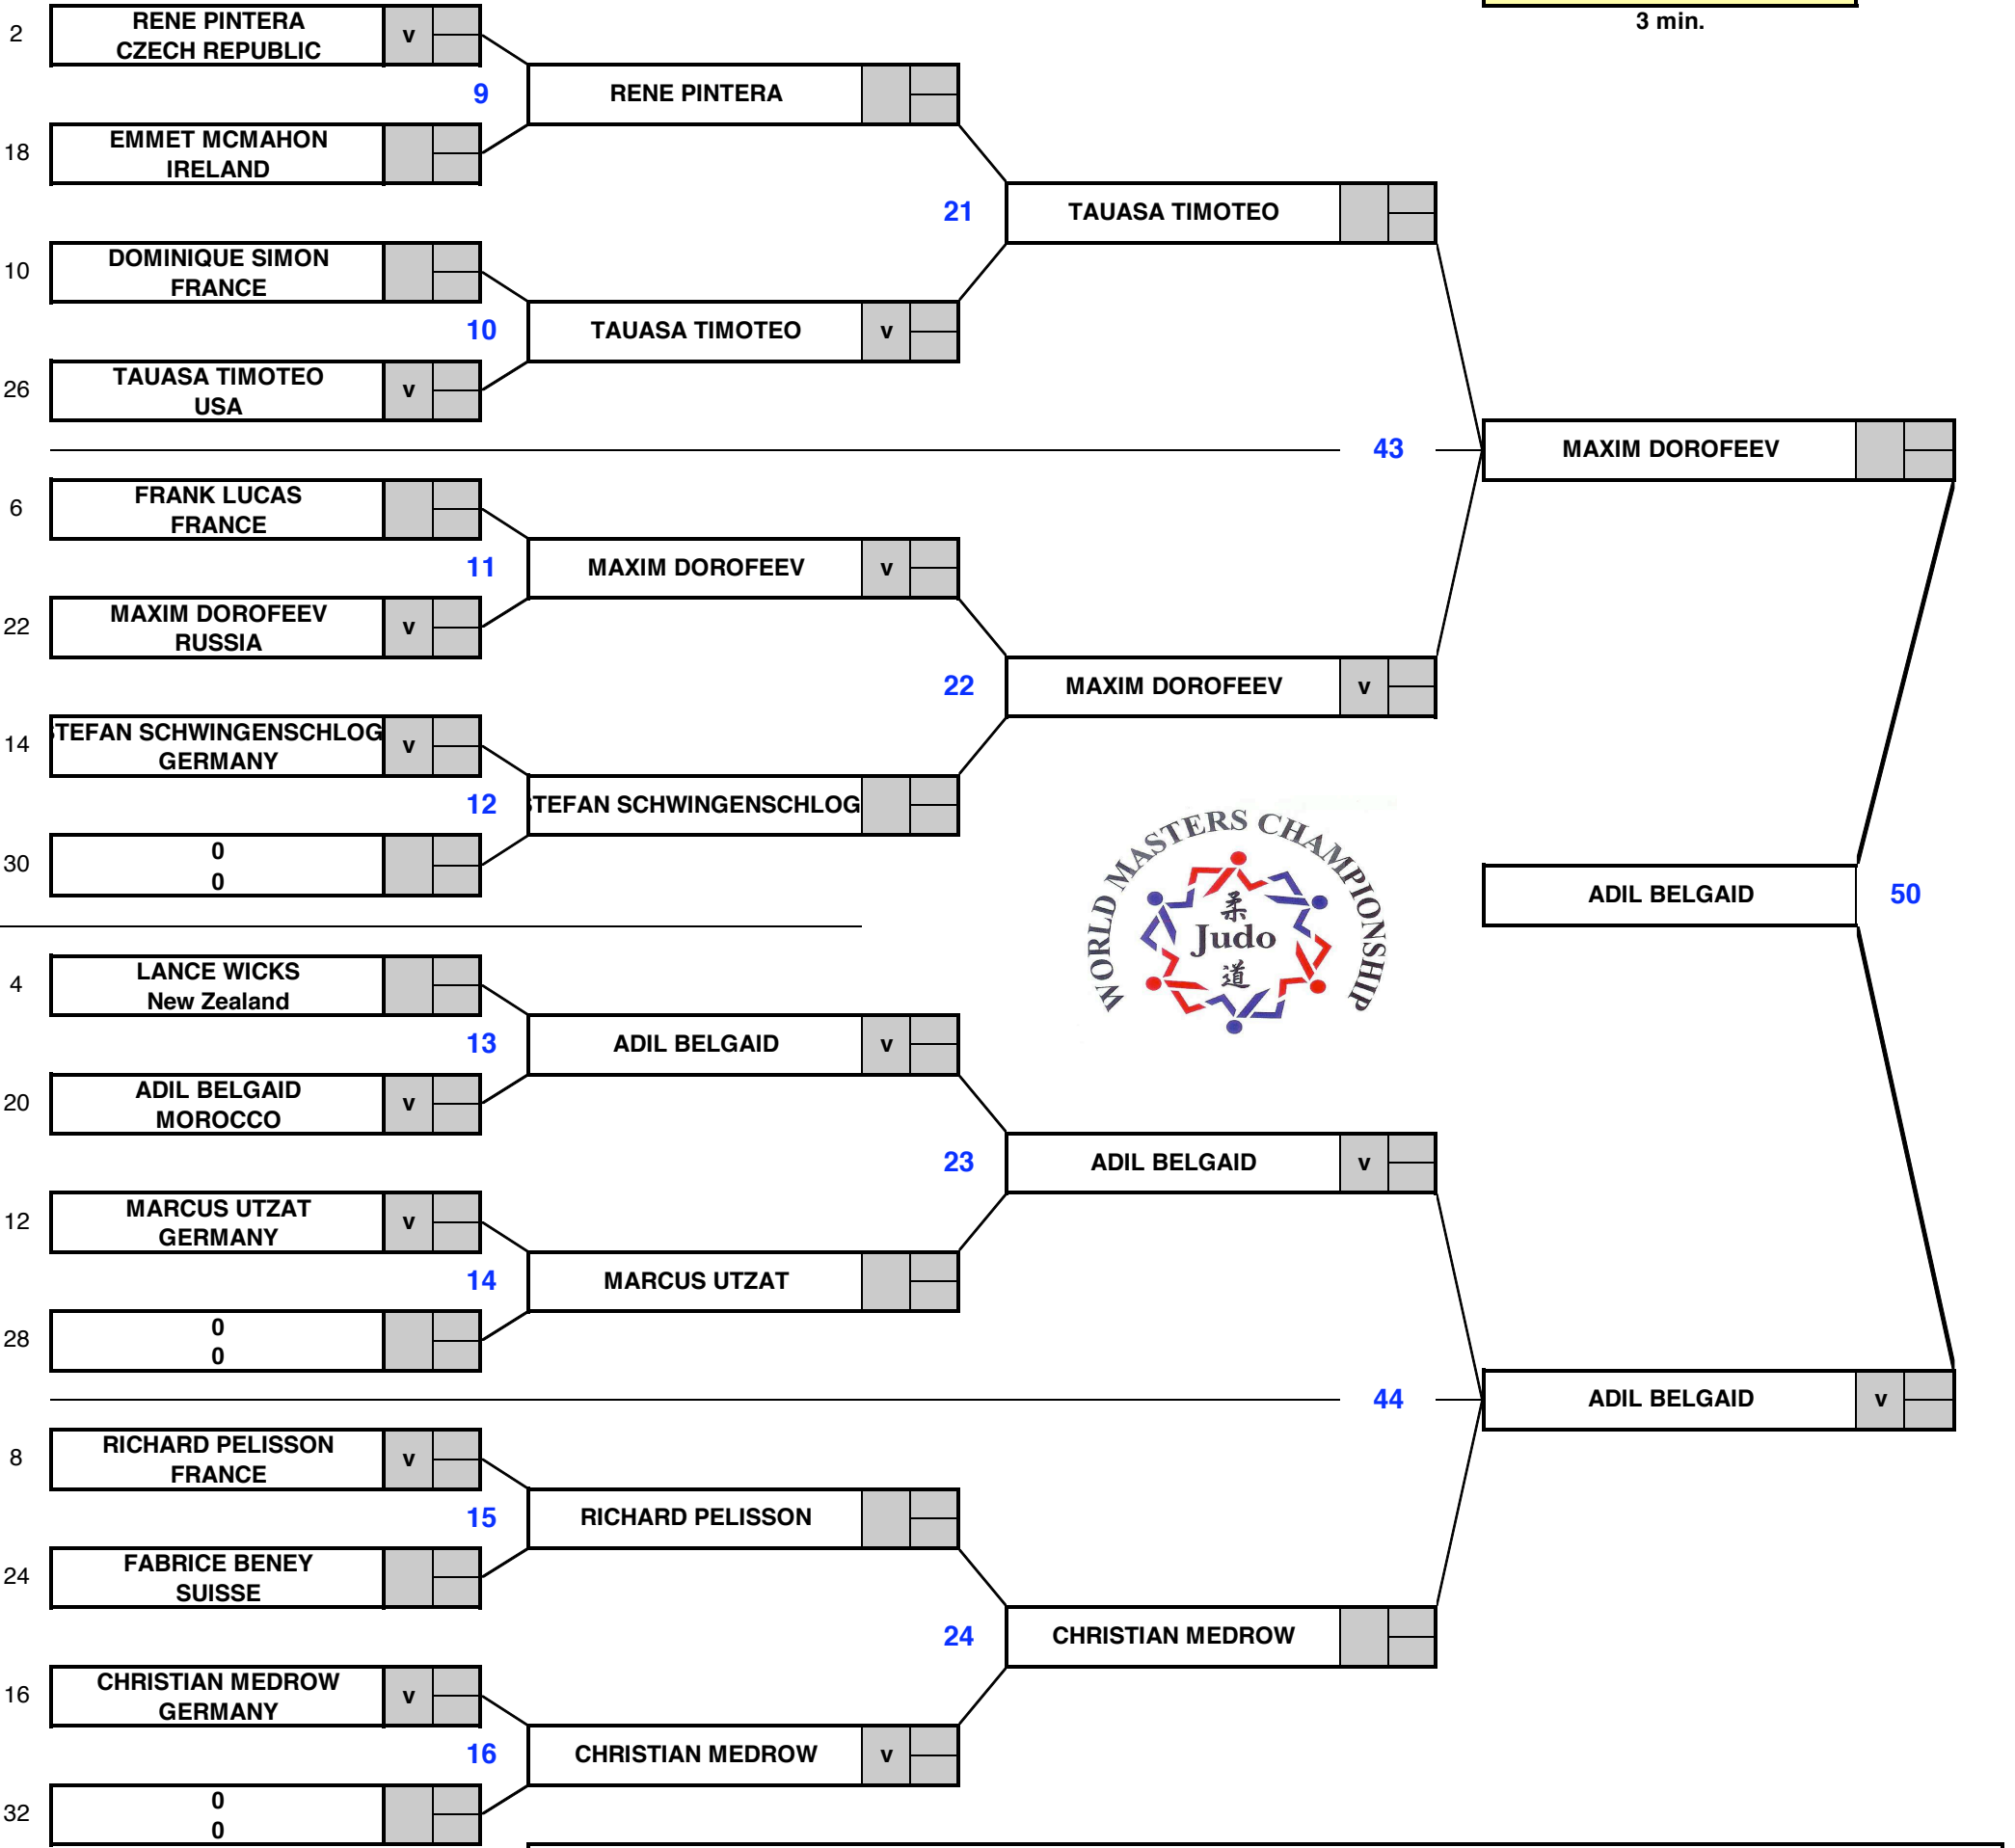 3 min.
2
RENE PINTERA
CZECH REPUBLIC
v
9
RENE PINTERA
18
EMMET MCMAHON
IRELAND
21
TAUASA TIMOTEO
10
DOMINIQUE SIMON
FRANCE
10
TAUASA TIMOTEO
v
26
TAUASA TIMOTEO
USA
v
43
MAXIM DOROFEEV
6
FRANK LUCAS
FRANCE
11
MAXIM DOROFEEV
v
22
MAXIM DOROFEEV
RUSSIA
v
22
MAXIM DOROFEEV
v
14
STEFAN SCHWINGENSCHLOG
GERMANY
v
12
STEFAN SCHWINGENSCHLOG
30
0
0
WORLD MASTERS CHAMPIONSHIP
柔
Judo
道
ADIL BELGAID
50
4
LANCE WICKS
New Zealand
13
ADIL BELGAID
v
20
ADIL BELGAID
MOROCCO
v
23
ADIL BELGAID
v
12
MARCUS UTZAT
GERMANY
v
14
MARCUS UTZAT
28
0
0
44
ADIL BELGAID
v
8
RICHARD PELISSON
FRANCE
v
15
RICHARD PELISSON
24
FABRICE BENEY
SUISSE
24
CHRISTIAN MEDROW
16
CHRISTIAN MEDROW
GERMANY
v
16
CHRISTIAN MEDROW
v
32
0
0